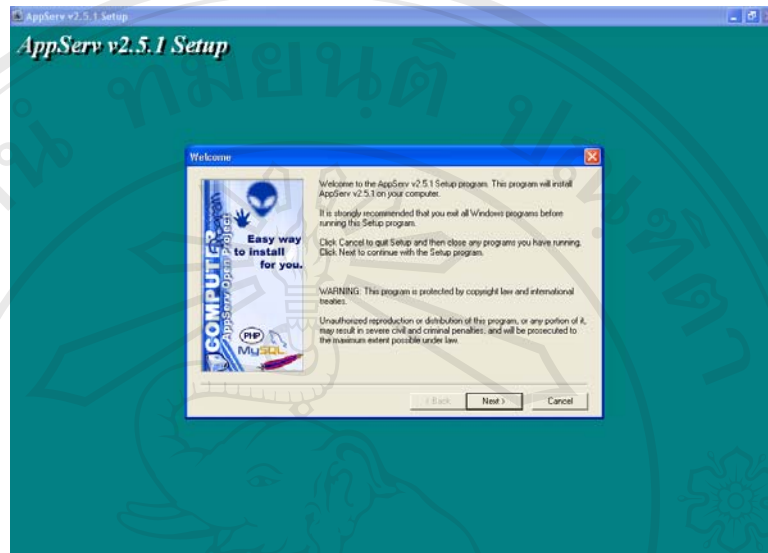 AppServ v2.5.1 Setup
AppServ v2.5.1 Setup
Welcome
COMPUTER
AppServ Open Project
Easy way
to install
for you.
PHP
MySQL
Welcome to the AppServ v2.5.1 Setup program. This program will install
AppServ v2.5.1 on your computer.
It is strongly recommended that you exit all Windows programs before
running this Setup program.
Click Cancel to quit Setup and then close any programs you have running.
Click Next to continue with the Setup program.
WARNING: This program is protected by copyright law and international
treaties.
Unauthorized reproduction or distribution of this program, or any portion of it,
may result in severe civil and criminal penalties, and will be prosecuted to
the maximum extent possible under law.
< Back
Next >
Cancel